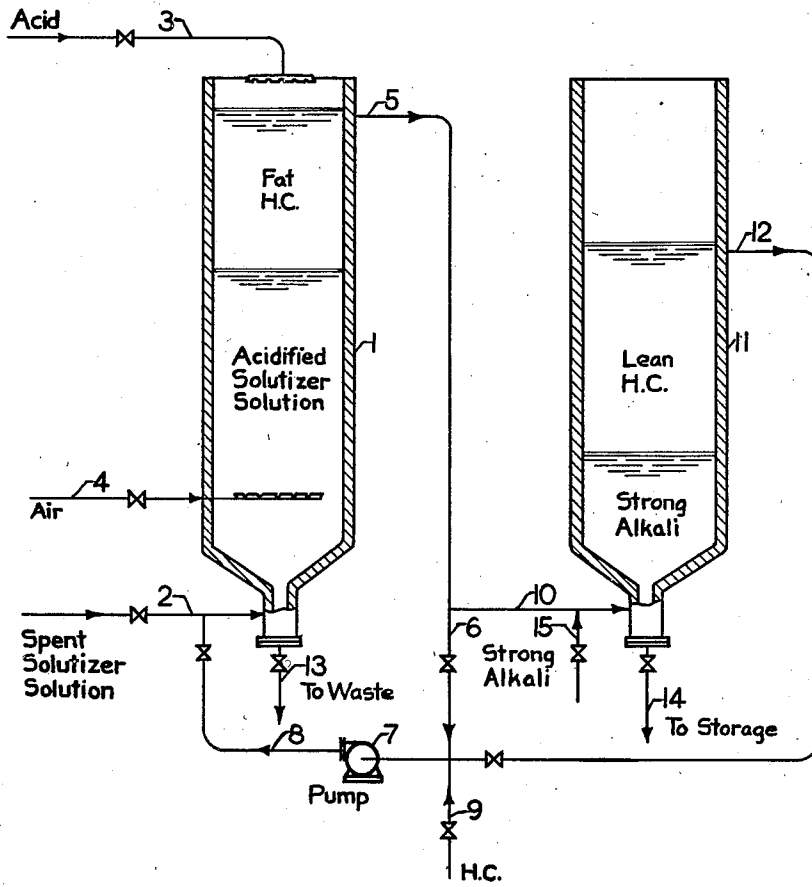 Acid
3
5
Fat
H.C.
12
1
Acidified
Solutizer
Solution
11
Lean
H.C.
4
Air
Strong
Alkali
2
10
Spent
Solutizer
Solution
6
15
Strong
Alkali
13
To Waste
14
To Storage
8
7
Pump
9
H.C.